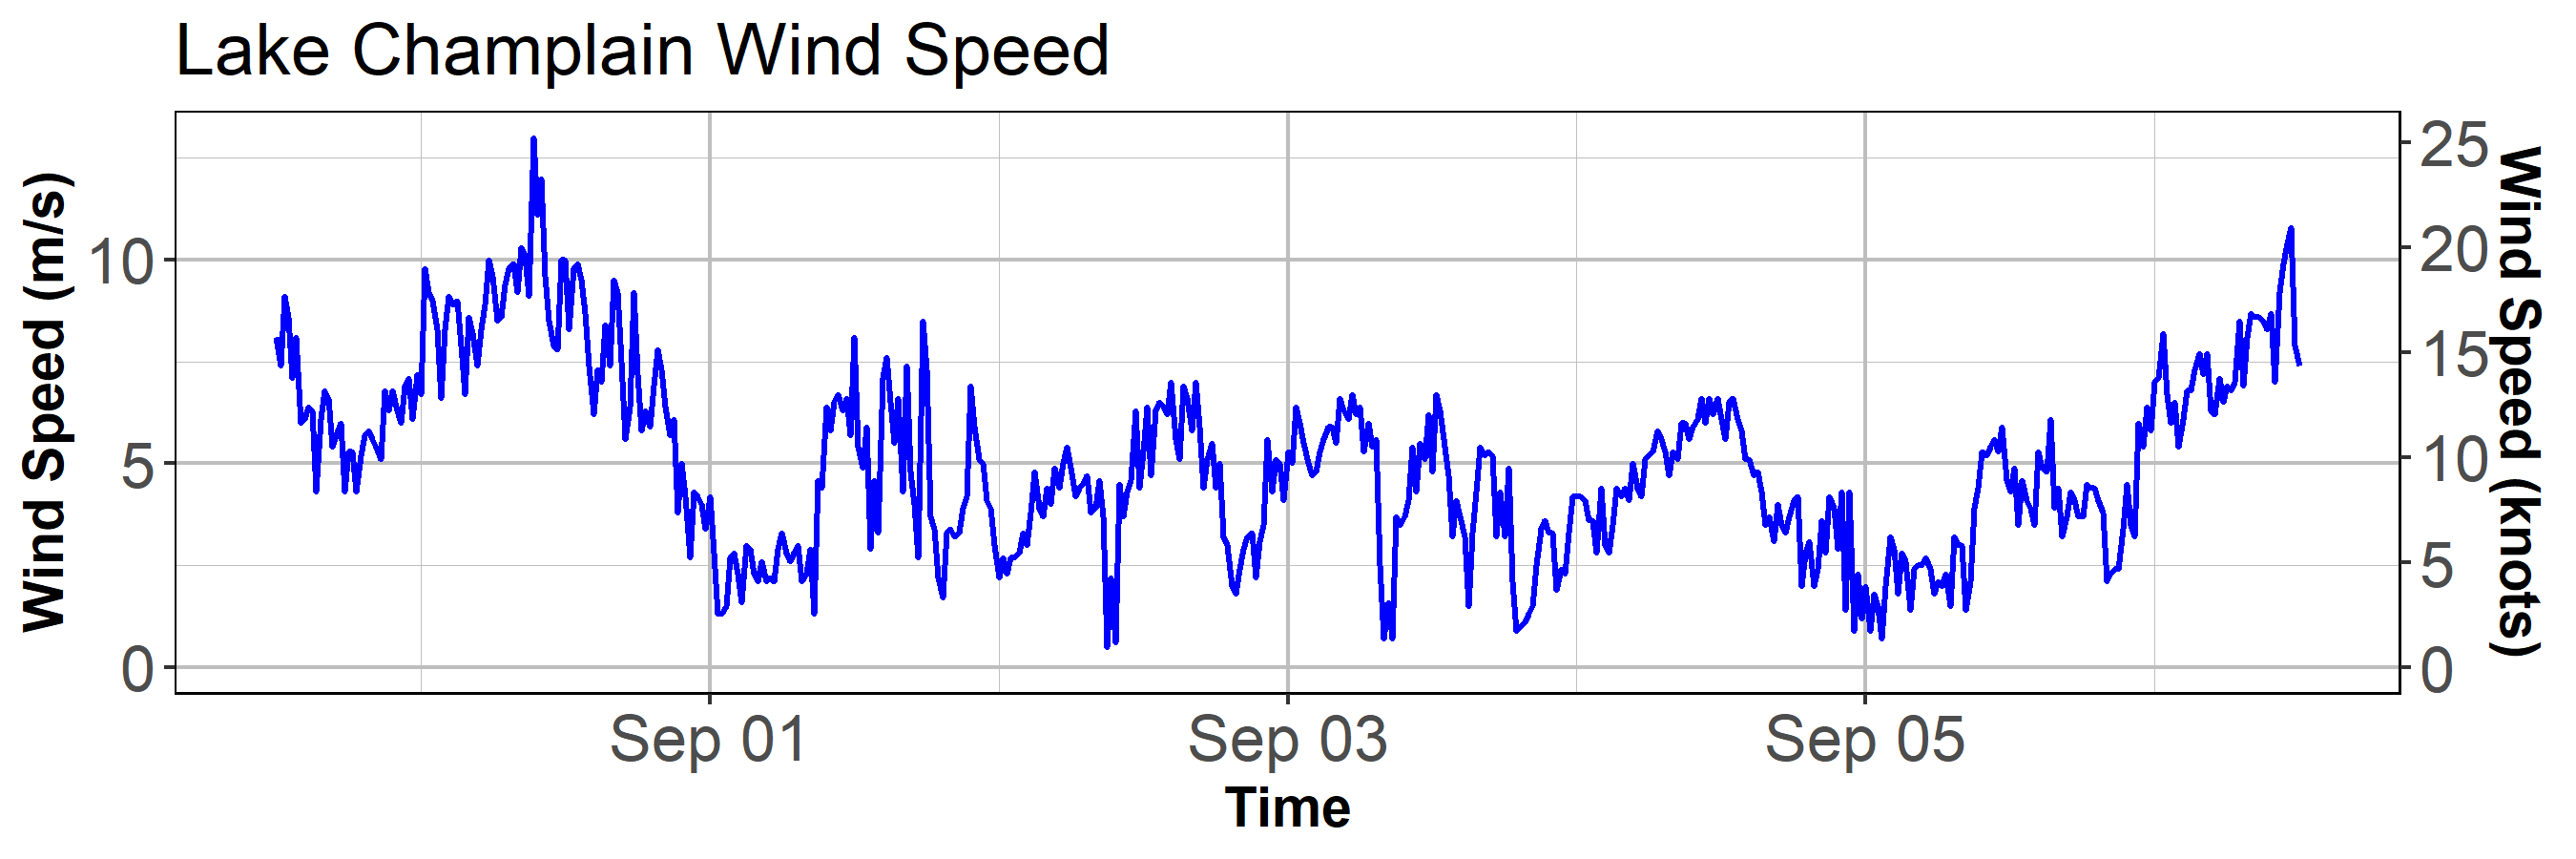 Lake Champlain Wind Speed
Wind Speed (m/s)
10
5
0
25
20
15
10
5
0
Wind Speed (knots)
Sep 01
Sep 03
Sep 05
Time